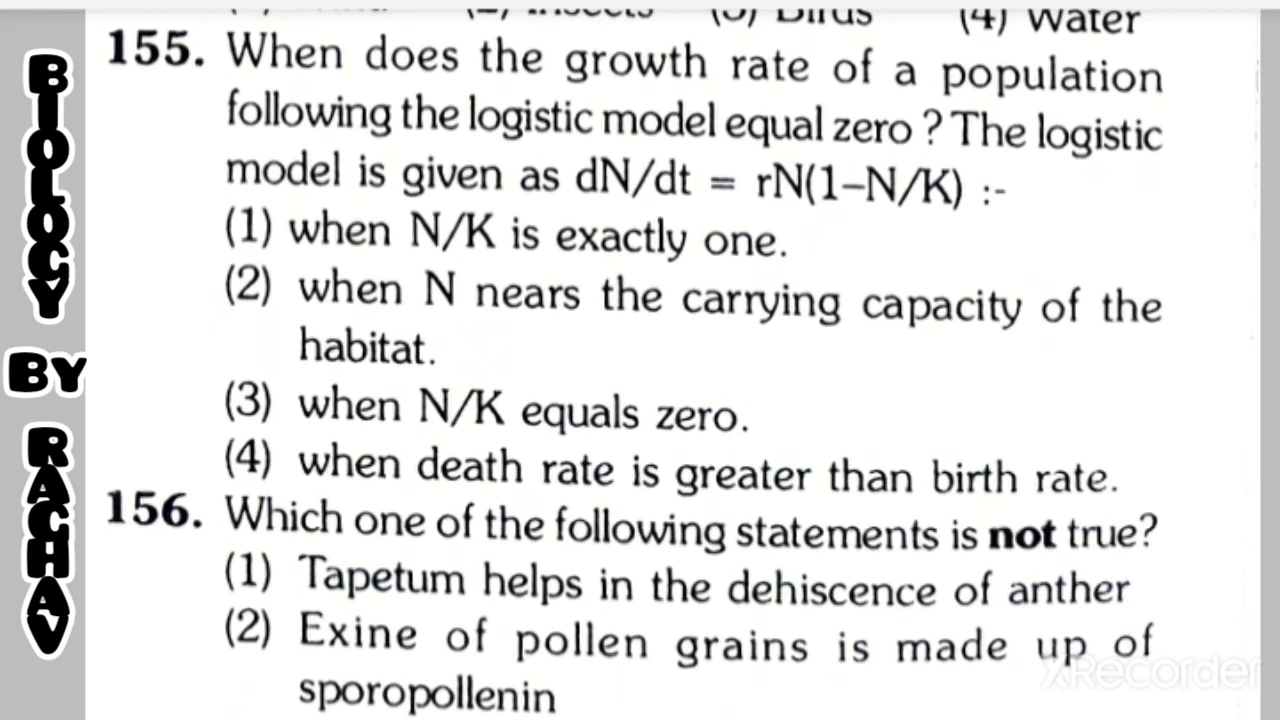 (2) Insects (3) Birds (4) Water
155. When does the growth rate of a population
following the logistic model equal zero ? The logistic
model is given as dN/dt = rN(1–N/K) :-
(1) when N/K is exactly one.
(2) when N nears the carrying capacity of the
habitat.
(3) when N/K equals zero.
(4) when death rate is greater than birth rate.
156. Which one of the following statements is not true?
(1) Tapetum helps in the dehiscence of anther
(2) Exine of pollen grains is made up of
sporopollenin
BIOLOGY
BY
RAGHAV
XRecorder